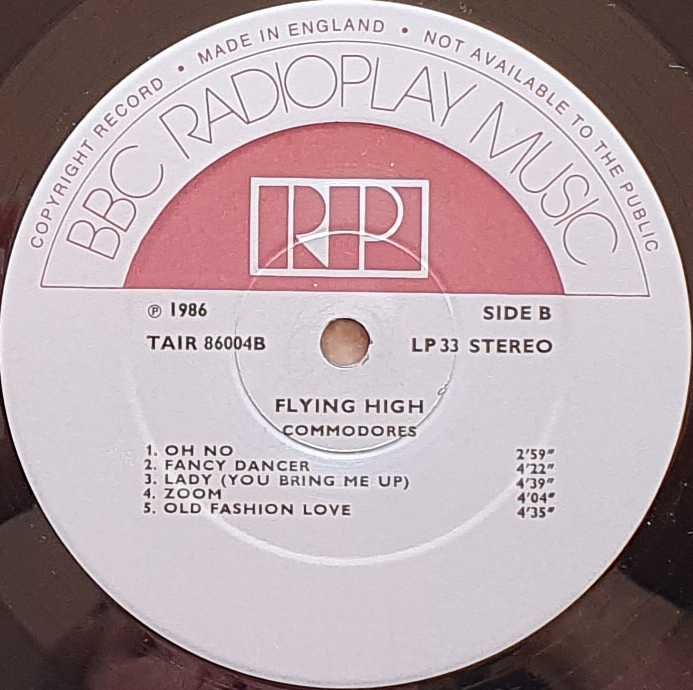 COPYRIGHT RECORD • MADE IN ENGLAND • NOT AVAILABLE TO THE PUBLIC
BBC RADIOPLAY MUSIC
RP
℗ 1986
SIDE B
TAIR 86004B
LP 33 STEREO
FLYING HIGH
COMMODORES
1. OH NO 2'59"
2. FANCY DANCER 4'22"
3. LADY (YOU BRING ME UP) 4'39"
4. ZOOM 4'04"
5. OLD FASHION LOVE 4'35"